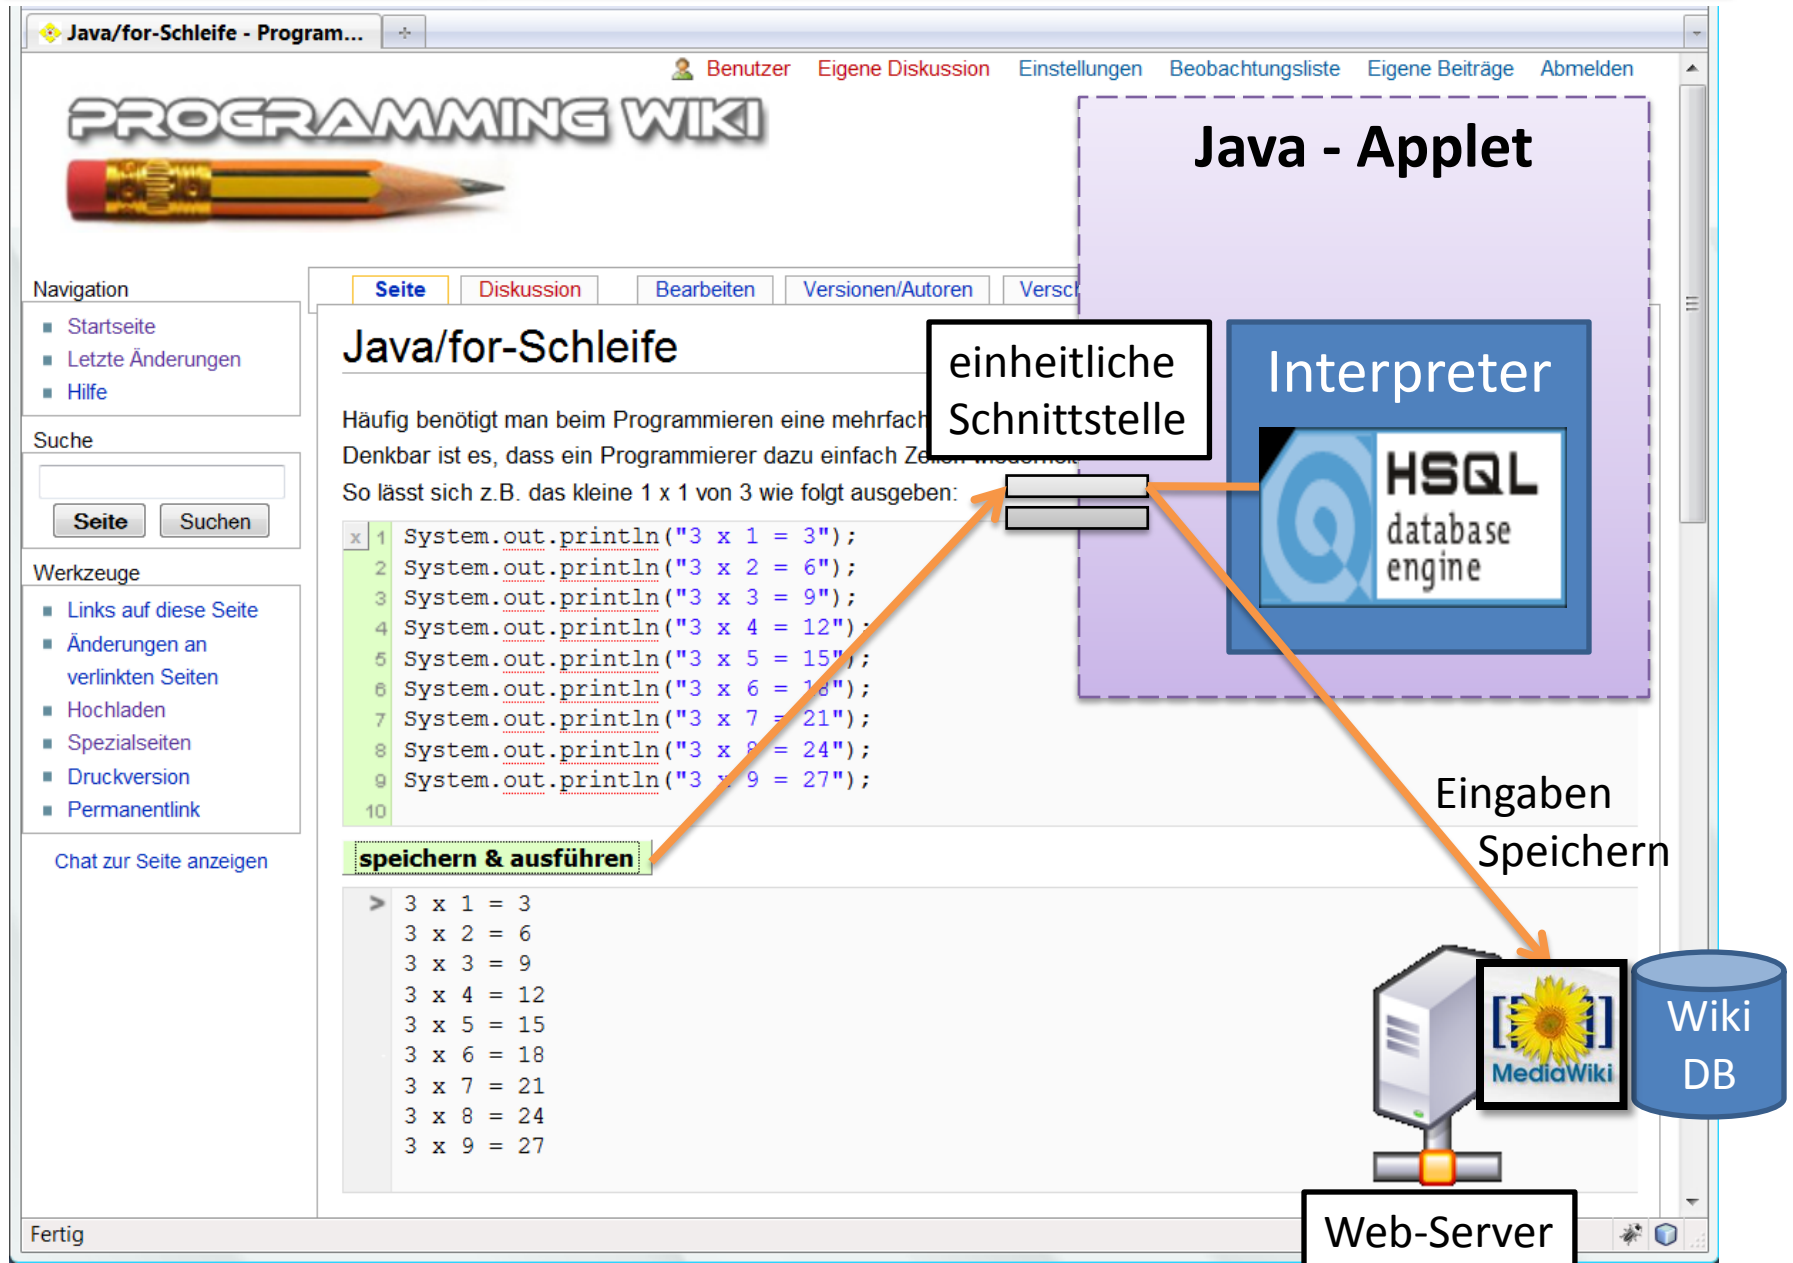 Java/for-Schleife - Program...
Benutzer Eigene Diskussion Einstellungen Beobachtungsliste Eigene Beiträge Abmelden
PROGRAMMING WIKI
Java - Applet
Navigation
Startseite
Letzte Änderungen
Hilfe
Suche
Seite Suchen
Werkzeuge
Links auf diese Seite
Änderungen an
verlinkten Seiten
Hochladen
Spezialseiten
Druckversion
Permanentlink
Chat zur Seite anzeigen
Seite Diskussion Bearbeiten Versionen/Autoren
Java/for-Schleife
einheitliche
Schnittstelle
Interpreter
HSQL
database
engine
Häufig benötigt man beim Programmieren eine mehrfach
Denkbar ist es, dass ein Programmierer dazu einfach Zeilen wiederholt
So lässt sich z.B. das kleine 1 x 1 von 3 wie folgt ausgeben:
x 1 System.out.println("3 x 1 = 3");
2 System.out.println("3 x 2 = 6");
3 System.out.println("3 x 3 = 9");
4 System.out.println("3 x 4 = 12");
5 System.out.println("3 x 5 = 15");
6 System.out.println("3 x 6 = 18");
7 System.out.println("3 x 7 = 21");
8 System.out.println("3 x 8 = 24");
9 System.out.println("3 x 9 = 27");
10
speichern & ausführen
> 3 x 1 = 3
3 x 2 = 6
3 x 3 = 9
3 x 4 = 12
3 x 5 = 15
3 x 6 = 18
3 x 7 = 21
3 x 8 = 24
3 x 9 = 27
Eingaben
Speichern
MediaWiki
Wiki
DB
Web-Server
Fertig